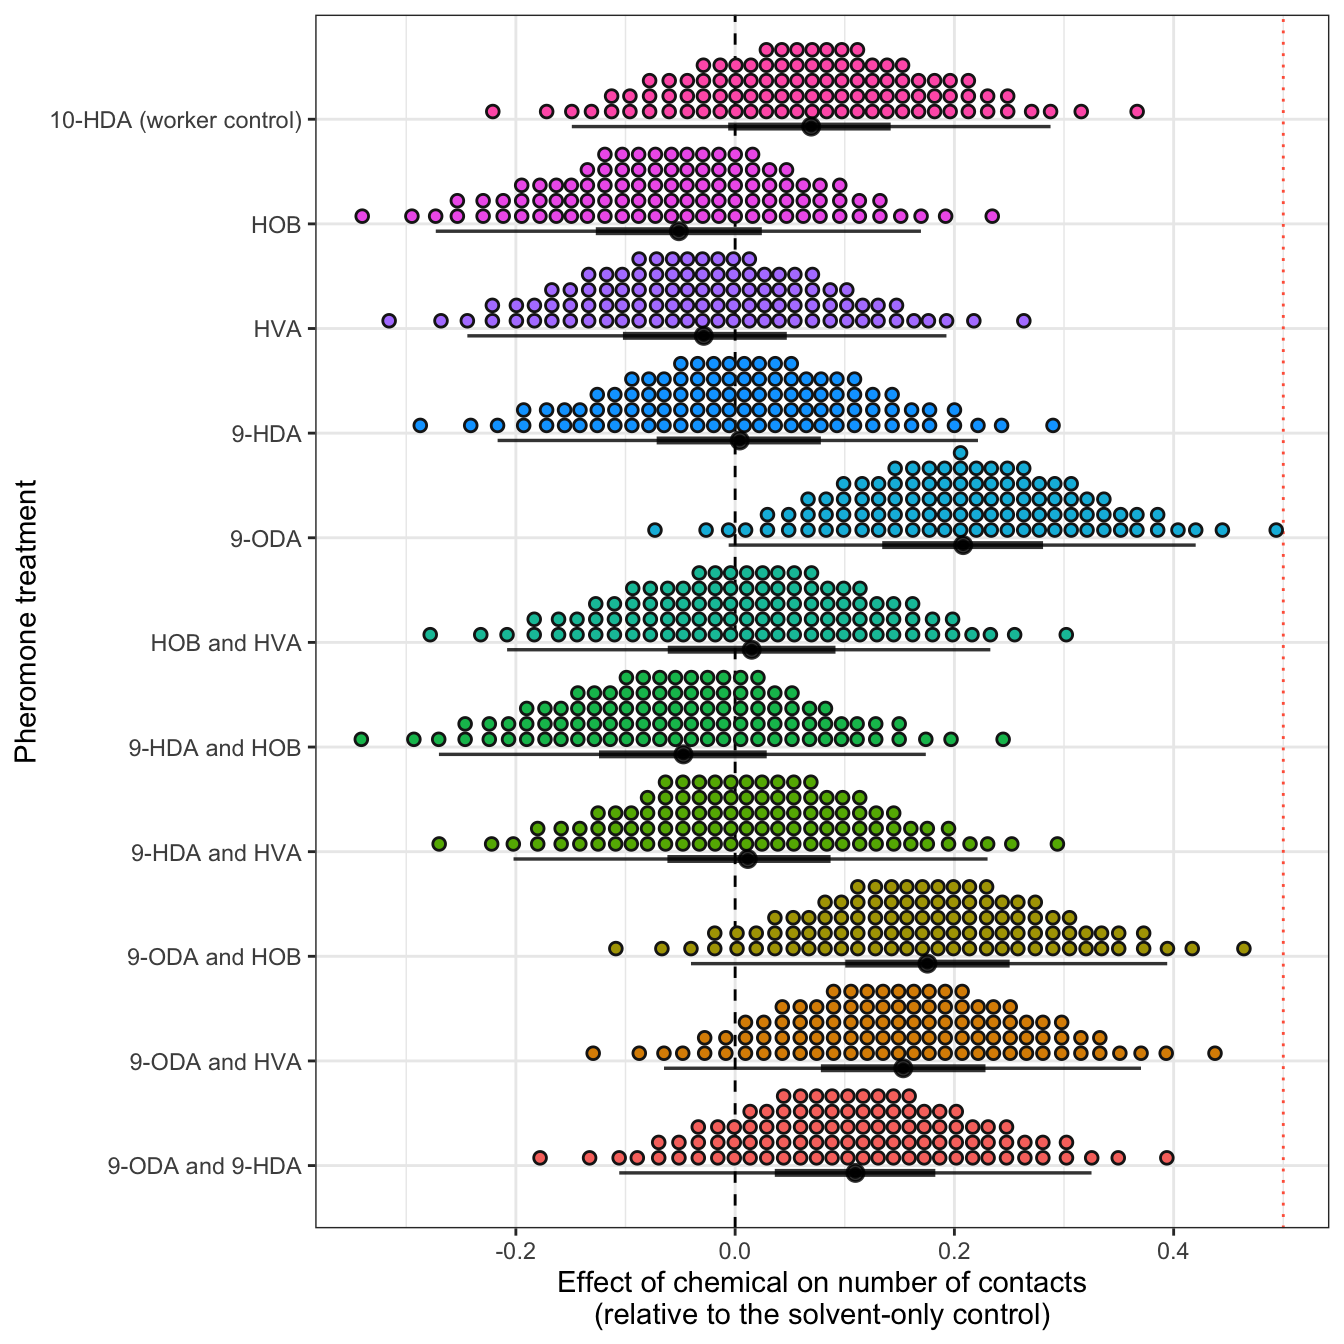 10-HDA (worker control)
HOB
HVA
9-HDA
9-ODA
HOB and HVA
9-HDA and HOB
9-HDA and HVA
9-ODA and HOB
9-ODA and HVA
9-ODA and 9-HDA
Pheromone treatment
-0.2 0.0 0.2 0.4
Effect of chemical on number of contacts
(relative to the solvent-only control)